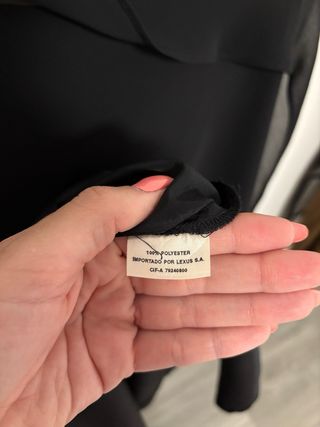 100% POLYESTER
IMPORTADO POR LEXUS S.A.
CIF-A 79240800